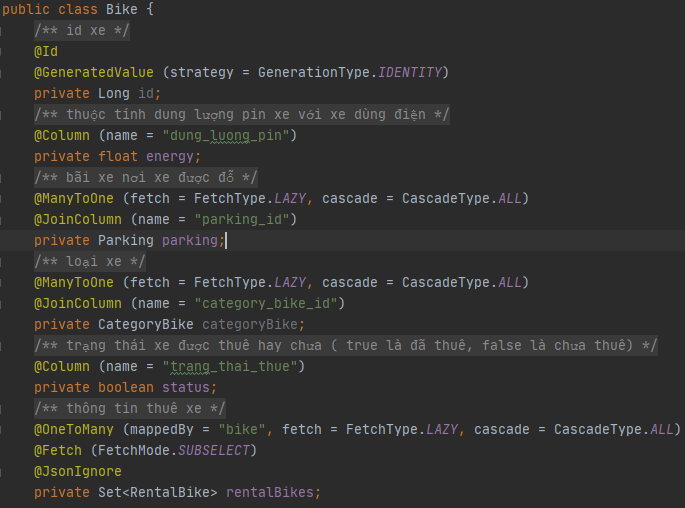 public class Bike {
/** id xe */
@Id
@GeneratedValue (strategy = GenerationType.IDENTITY)
private Long id;
/** thuộc tính dung lượng pin xe với xe dùng điện */
@Column (name = "dung_luong_pin")
private float energy;
/** bãi xe nơi xe được đỗ */
@ManyToOne (fetch = FetchType.LAZY, cascade = CascadeType.ALL)
@JoinColumn (name = "parking_id")
private Parking parking;
/** loại xe */
@ManyToOne (fetch = FetchType.LAZY, cascade = CascadeType.ALL)
@JoinColumn (name = "category_bike_id")
private CategoryBike categoryBike;
/** trạng thái xe được thuê hay chưa ( true là đã thuê, false là chưa thuê) */
@Column (name = "trang_thai_thue")
private boolean status;
/** thông tin thuê xe */
@OneToMany (mappedBy = "bike", fetch = FetchType.LAZY, cascade = CascadeType.ALL)
@Fetch (FetchMode.SUBSELECT)
@JsonIgnore
private Set<RentalBike> rentalBikes;